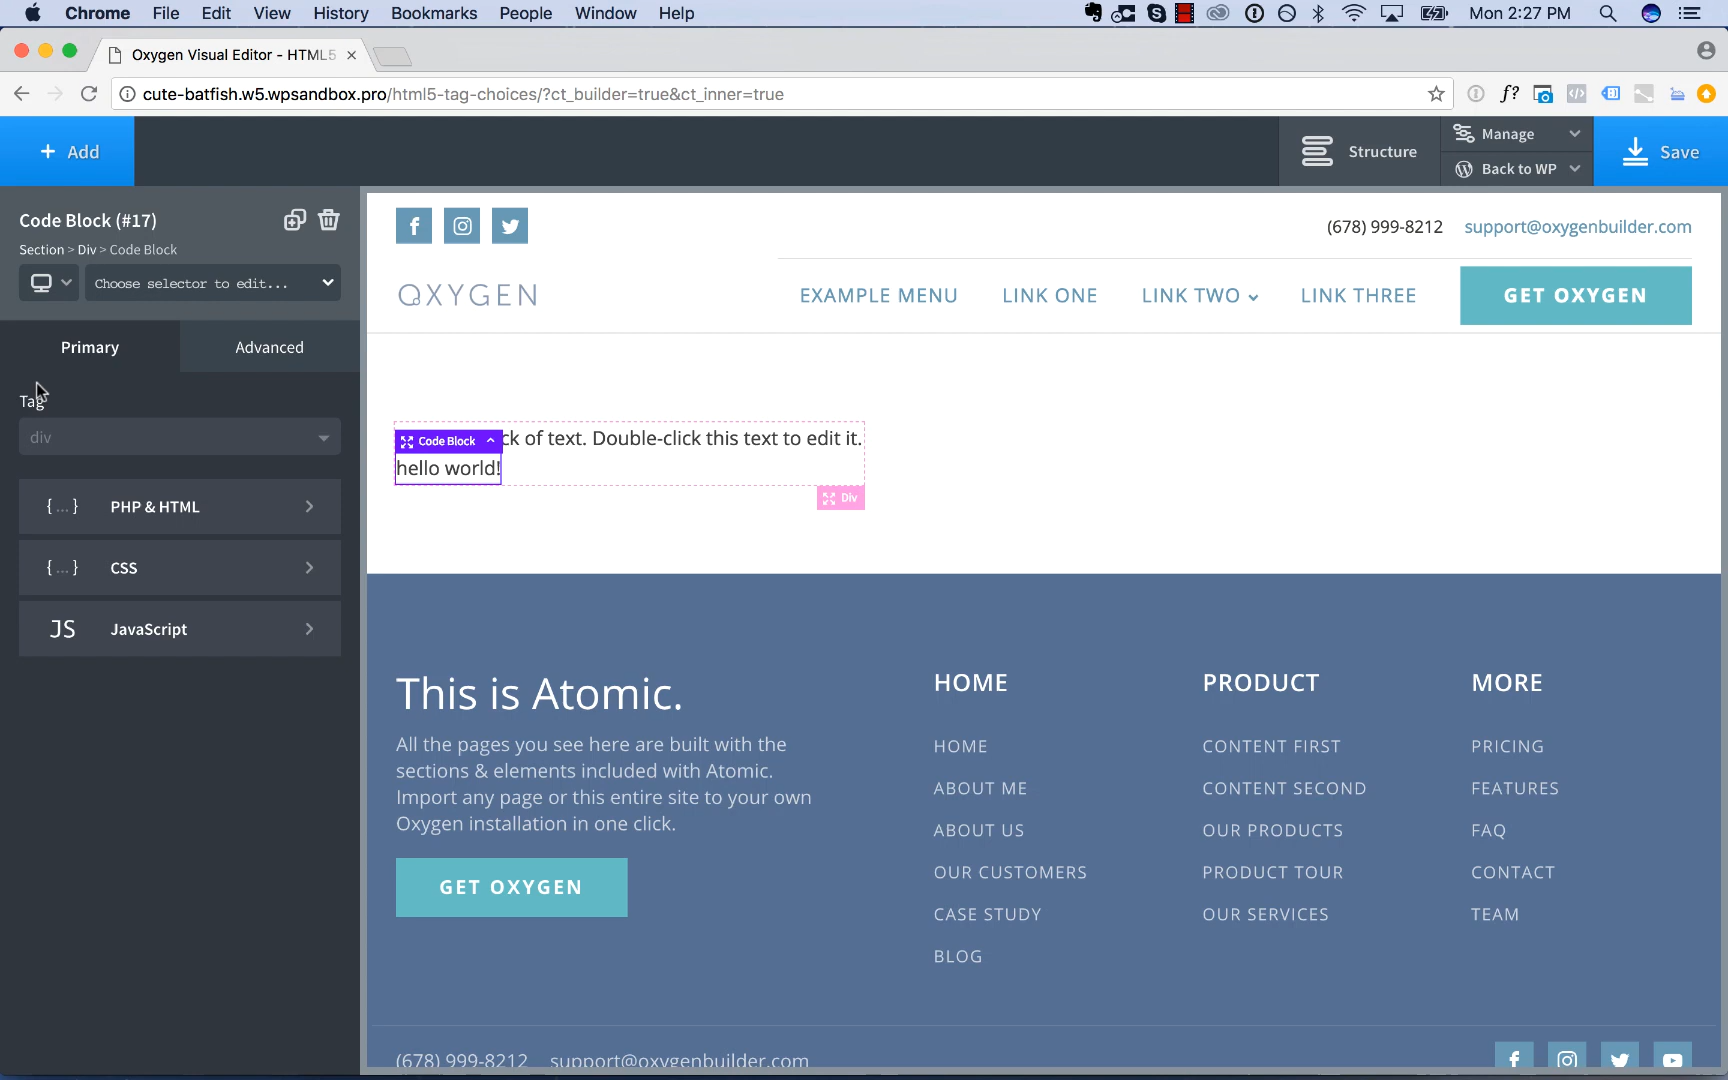 Chrome File Edit View History Bookmarks People Window Help Mon 2:27 PM
Oxygen Visual Editor - HTML5
cute-batfish.w5.wpsandbox.pro/html5-tag-choices/?ct_builder=true&ct_inner=true
f?
+ Add
Structure
Manage
Back to WP
Save
Code Block (#17)
Section > Div > Code Block
Choose selector to edit...
Primary
Advanced
Tag
div
{...} PHP & HTML
{...} CSS
JS JavaScript
(678) 999-8212 support@oxygenbuilder.com
OXYGEN
EXAMPLE MENU LINK ONE LINK TWO LINK THREE GET OXYGEN
Code Block
ck of text. Double-click this text to edit it.
hello world!
Div
This is Atomic.
All the pages you see here are built with the
sections & elements included with Atomic.
Import any page or this entire site to your own
Oxygen installation in one click.
GET OXYGEN
HOME
HOME
ABOUT ME
ABOUT US
OUR CUSTOMERS
CASE STUDY
BLOG
PRODUCT
CONTENT FIRST
CONTENT SECOND
OUR PRODUCTS
PRODUCT TOUR
OUR SERVICES
MORE
PRICING
FEATURES
FAQ
CONTACT
TEAM
(678) 999-8212 support@oxygenbuilder.com